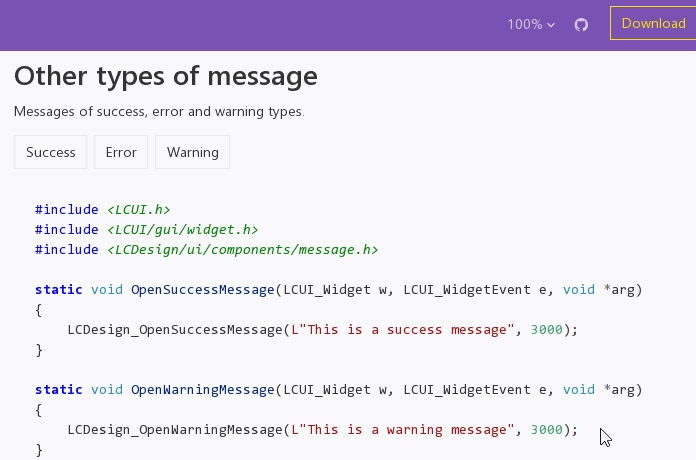 100%
Download
Other types of message
Messages of success, error and warning types.
Success Error Warning
#include <LCUI.h>
#include <LCUI/gui/widget.h>
#include <LCDesign/ui/components/message.h>
static void OpenSuccessMessage(LCUI_Widget w, LCUI_WidgetEvent e, void *arg)
{
    LCDesign_OpenSuccessMessage(L"This is a success message", 3000);
}
static void OpenWarningMessage(LCUI_Widget w, LCUI_WidgetEvent e, void *arg)
{
    LCDesign_OpenWarningMessage(L"This is a warning message", 3000);
}